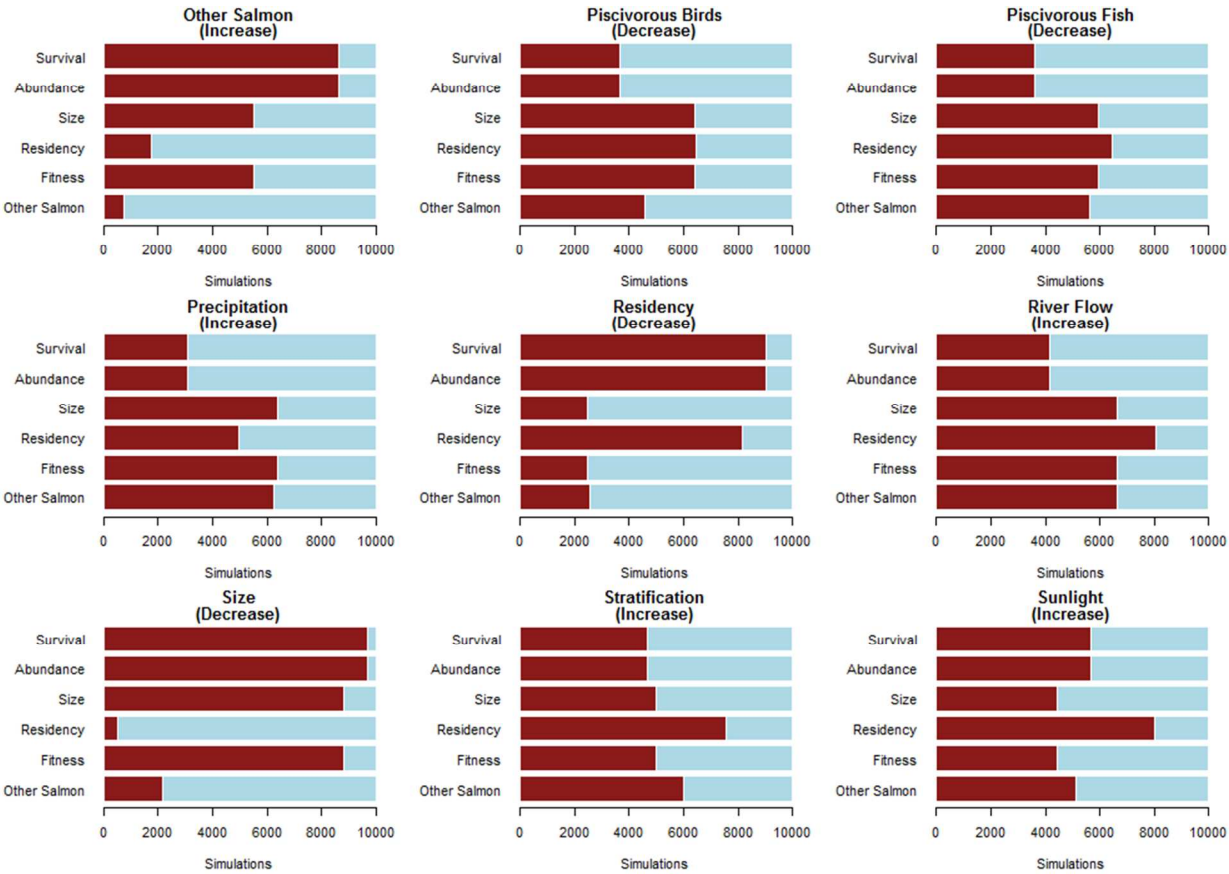 Other Salmon
(Increase)
Survival
Abundance
Size
Residency
Fitness
Other Salmon
0 2000 4000 6000 8000 10000
Simulations
Piscivorous Birds
(Decrease)
Survival
Abundance
Size
Residency
Fitness
Other Salmon
0 2000 4000 6000 8000 10000
Simulations
Piscivorous Fish
(Decrease)
Survival
Abundance
Size
Residency
Fitness
Other Salmon
0 2000 4000 6000 8000 10000
Simulations
Precipitation
(Increase)
Survival
Abundance
Size
Residency
Fitness
Other Salmon
0 2000 4000 6000 8000 10000
Simulations
Residency
(Decrease)
Survival
Abundance
Size
Residency
Fitness
Other Salmon
0 2000 4000 6000 8000 10000
Simulations
River Flow
(Increase)
Survival
Abundance
Size
Residency
Fitness
Other Salmon
0 2000 4000 6000 8000 10000
Simulations
Size
(Decrease)
Survival
Abundance
Size
Residency
Fitness
Other Salmon
0 2000 4000 6000 8000 10000
Simulations
Stratification
(Increase)
Survival
Abundance
Size
Residency
Fitness
Other Salmon
0 2000 4000 6000 8000 10000
Simulations
Sunlight
(Increase)
Survival
Abundance
Size
Residency
Fitness
Other Salmon
0 2000 4000 6000 8000 10000
Simulations